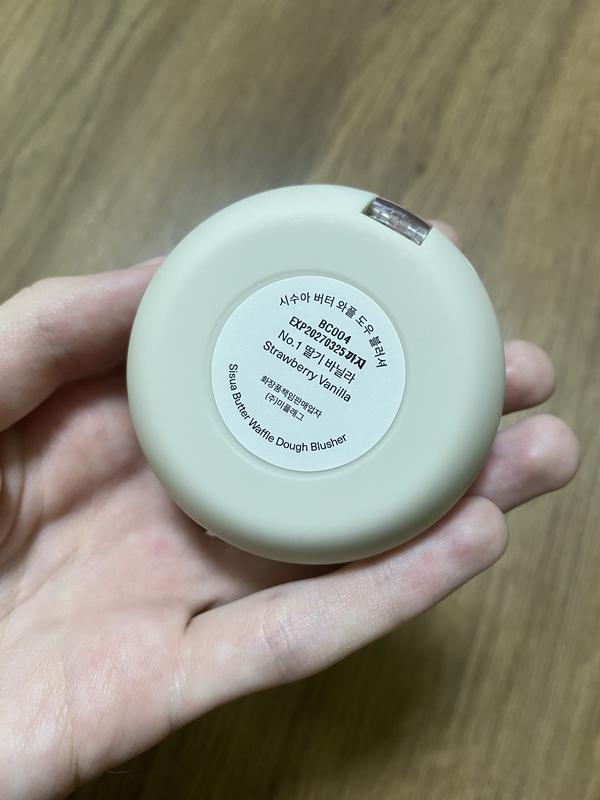 시수아 버터 와플 도우 블러셔
BC004
EXP20270325까지
No.1 딸기 바닐라
Strawberry Vanilla
화장품책임판매업자
(주)미플레그
Sisua Butter Waffle Dough Blusher